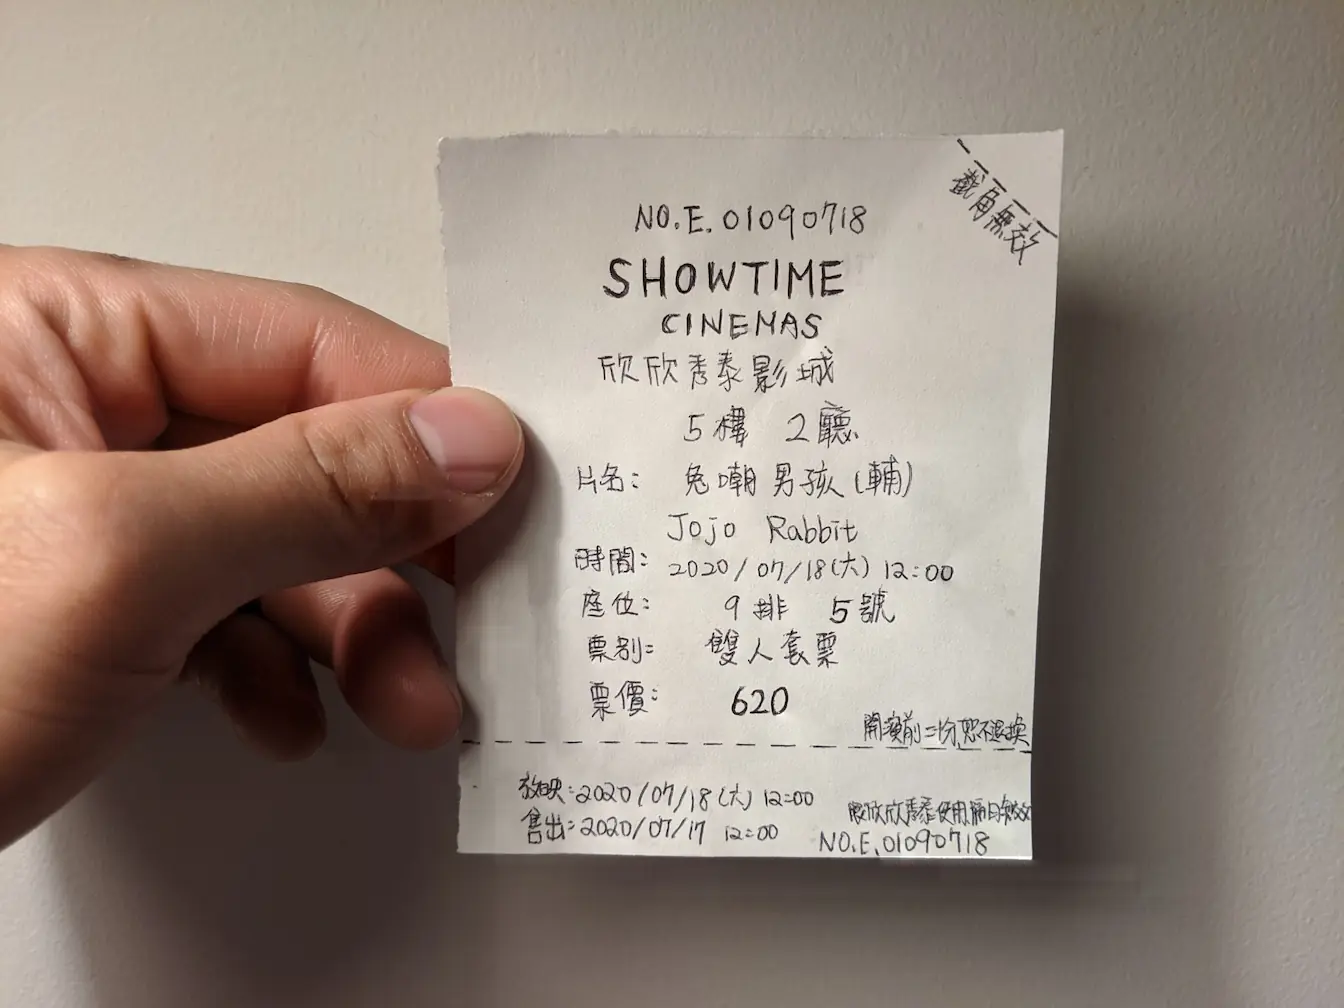 截角無效
NO.E.01090718
SHOWTIME
CINEMAS
欣欣秀泰影城
5樓 2廳
片名: 兔嘲男孩(輔)
Jojo Rabbit
時間: 2020/07/18(六) 12:00
座位: 9排 5號
票別: 雙人套票
票價: 620
開演前二分,恕不退換
放映:2020/07/18(六) 12:00
限欣欣秀泰使用隔日無效
售出:2020/07/17 12:00
NO.E.01090718